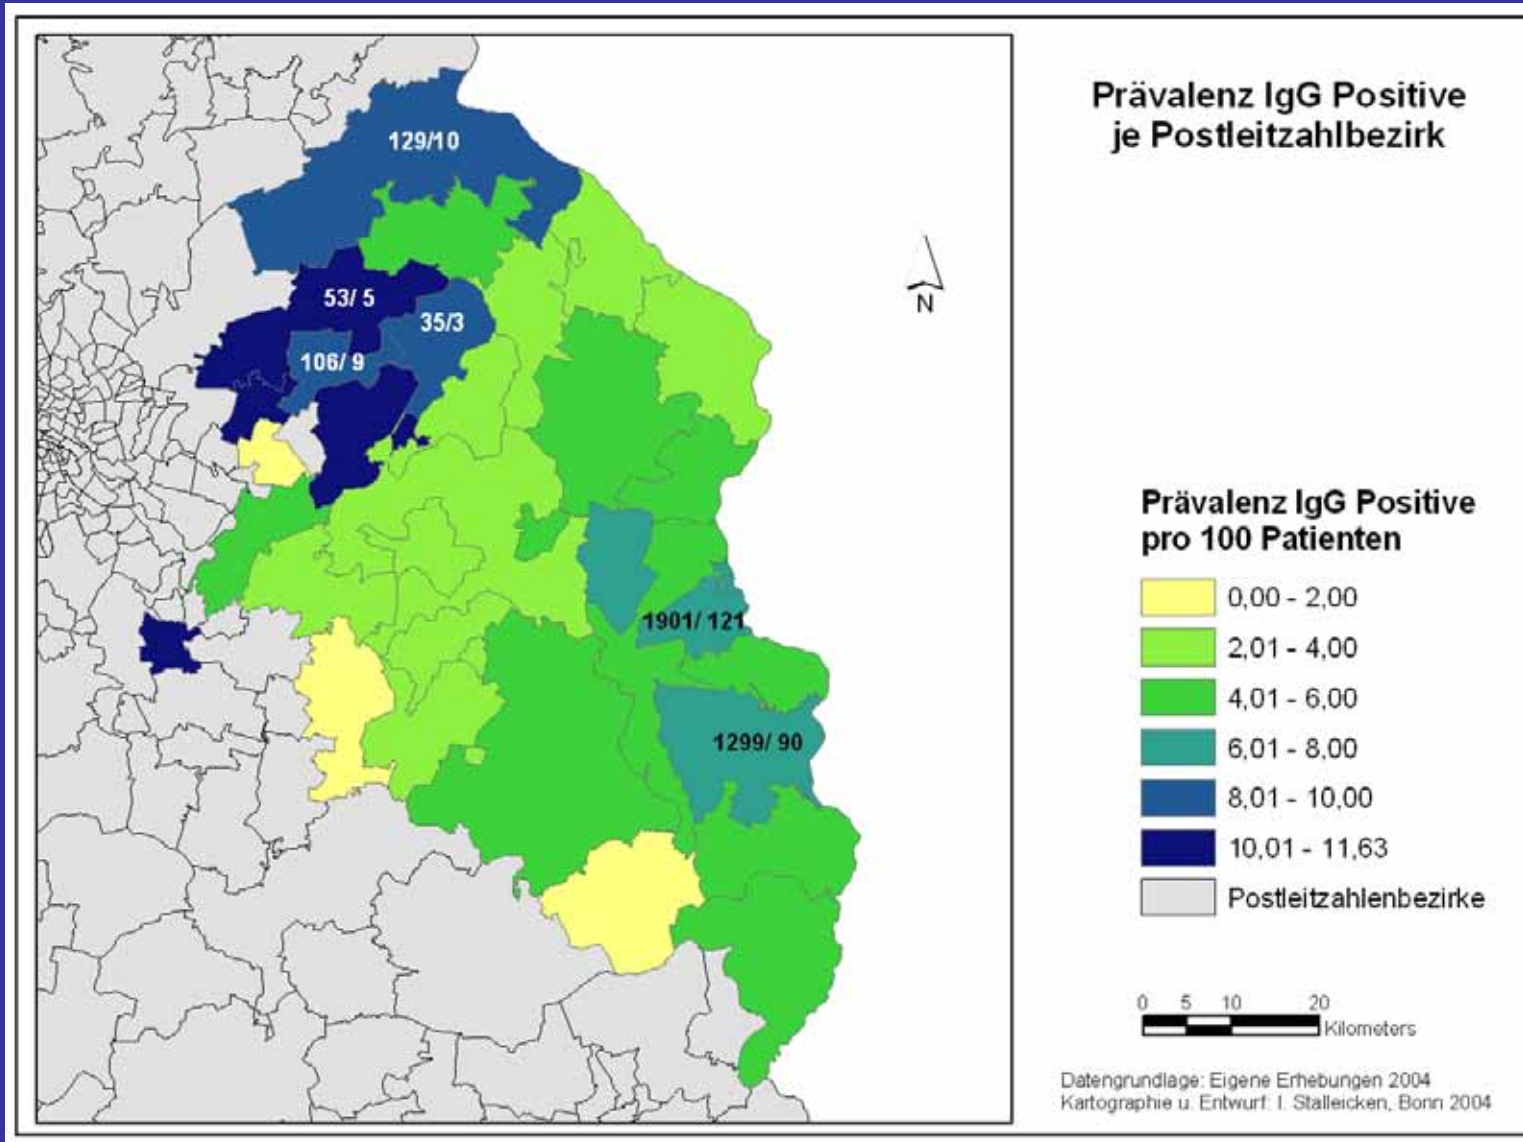 Prävalenz IgG Positive
je Postleitzahlbezirk
129/10
53/ 5
35/3
106/ 9
1901/ 121
1299/ 90
N
Prävalenz IgG Positive
pro 100 Patienten
0,00 - 2,00
2,01 - 4,00
4,01 - 6,00
6,01 - 8,00
8,01 - 10,00
10,01 - 11,63
Postleitzahlenbezirke
0 5 10 20
Kilometers
Datengrundlage: Eigene Erhebungen 2004
Kartographie u. Entwurf: I. Stalleicken, Bonn 2004